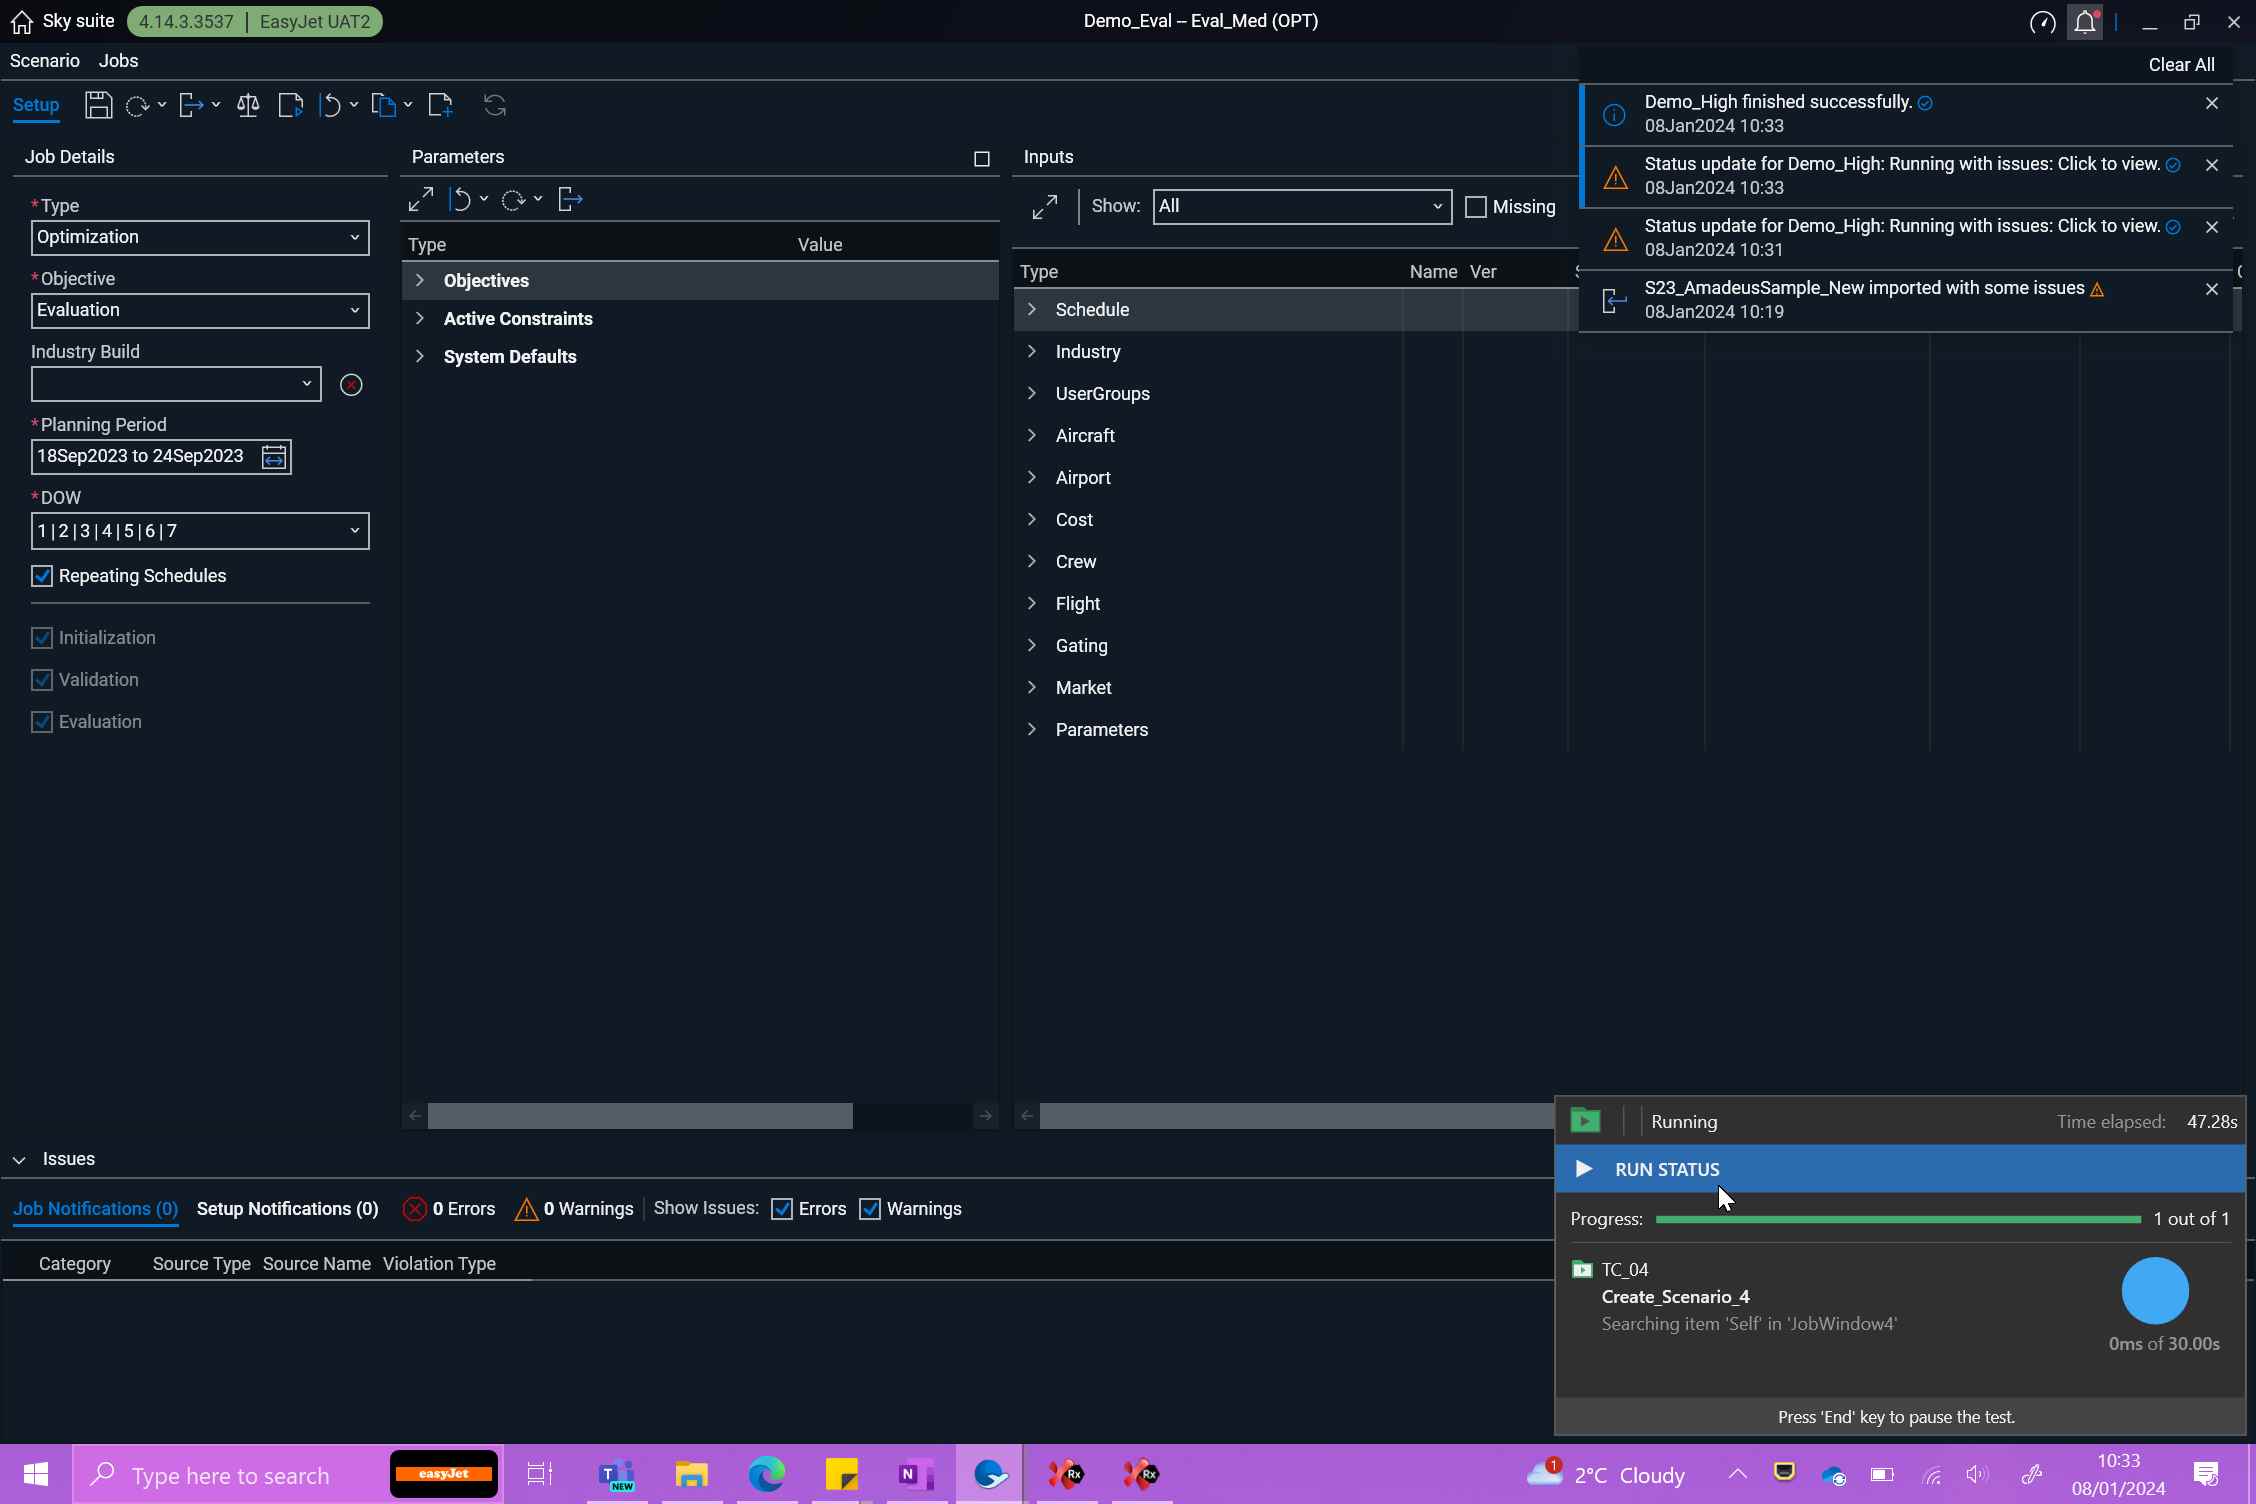 Sky suite
4.14.3.3537 | EasyJet UAT2
Demo_Eval -- Eval_Med (OPT)
Scenario Jobs
Clear All
Setup
Demo_High finished successfully.
08Jan2024 10:33
Status update for Demo_High: Running with issues: Click to view.
08Jan2024 10:33
Status update for Demo_High: Running with issues: Click to view.
08Jan2024 10:31
S23_AmadeusSample_New imported with some issues
08Jan2024 10:19
Job Details
*Type
Optimization
*Objective
Evaluation
Industry Build
*Planning Period
18Sep2023 to 24Sep2023
*DOW
1|2|3|4|5|6|7
Repeating Schedules
Initialization
Validation
Evaluation
Parameters
Type Value
Objectives
Active Constraints
System Defaults
Inputs
Show: All Missing
Type Name Ver
Schedule
Industry
UserGroups
Aircraft
Airport
Cost
Crew
Flight
Gating
Market
Parameters
Issues
Job Notifications (0) Setup Notifications (0) 0 Errors 0 Warnings Show Issues: Errors Warnings
Category Source Type Source Name Violation Type
Running Time elapsed: 47.28s
RUN STATUS
Progress: 1 out of 1
TC_04
Create_Scenario_4
Searching item 'Self' in 'JobWindow4'
0ms of 30.00s
Press 'End' key to pause the test.
Type here to search
easyJet
T
NEW
N
Rx
Rx
1
2°C Cloudy
10:33
08/01/2024